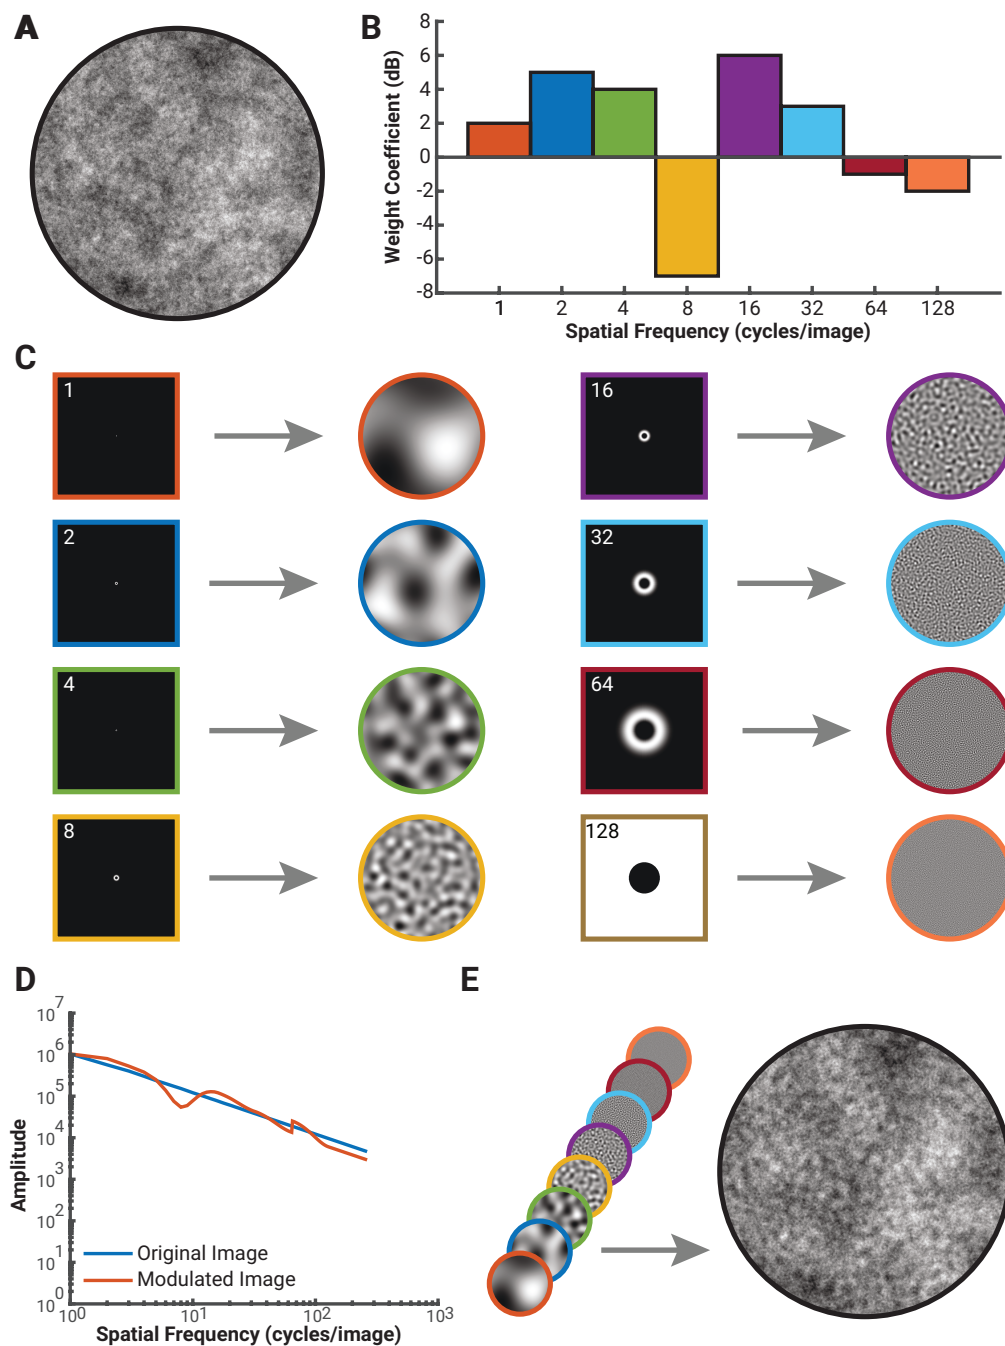 A
B
8
6
4
2
0
-2
-4
-6
-8
Weight Coefficient (dB)
1 2 4 8 16 32 64 128
Spatial Frequency (cycles/image)
C
1
16
2
32
4
64
8
128
D
E
10^7
10^6
10^5
10^4
10^3
10^2
10^1
10^0
Amplitude
Original Image
Modulated Image
10^0 10^1 10^2 10^3
Spatial Frequency (cycles/image)